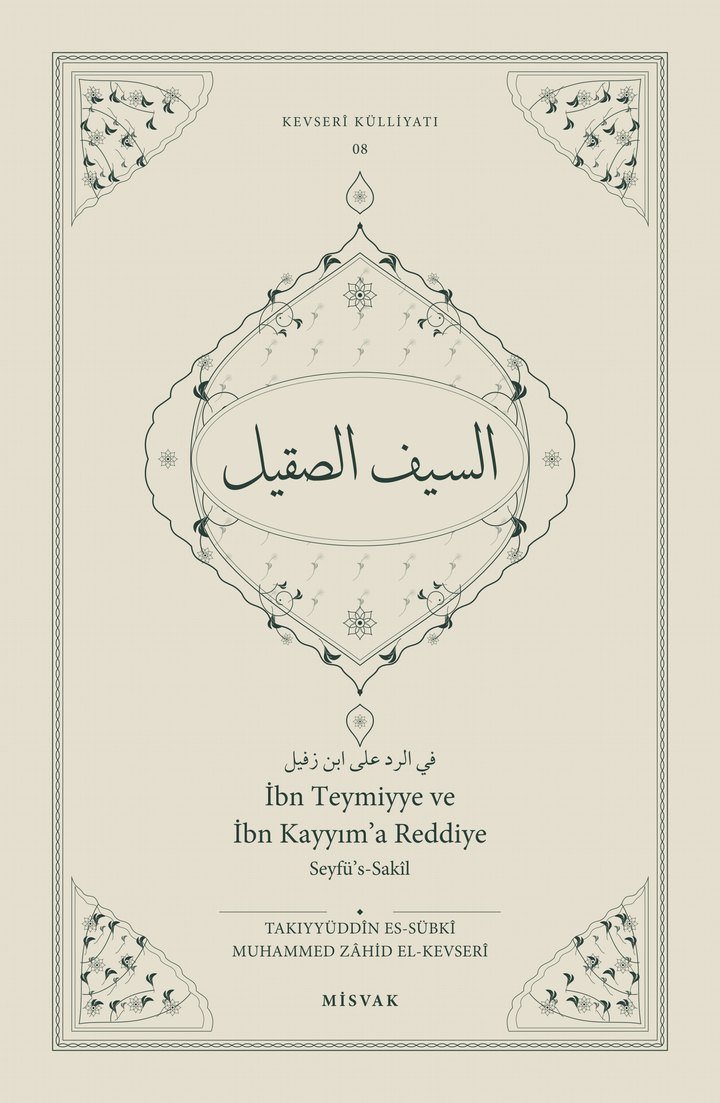 KEVSERÎ KÜLLİYATI
08
السيف الصقيل
في الرد على ابن زفيل
İbn Teymiyye ve
İbn Kayyım’a Reddiye
Seyfü’s-Sakîl
TAKIYYÜDDÎN ES-SÜBKÎ
MUHAMMED ZÂHİD EL-KEVSERÎ
MİSVAK